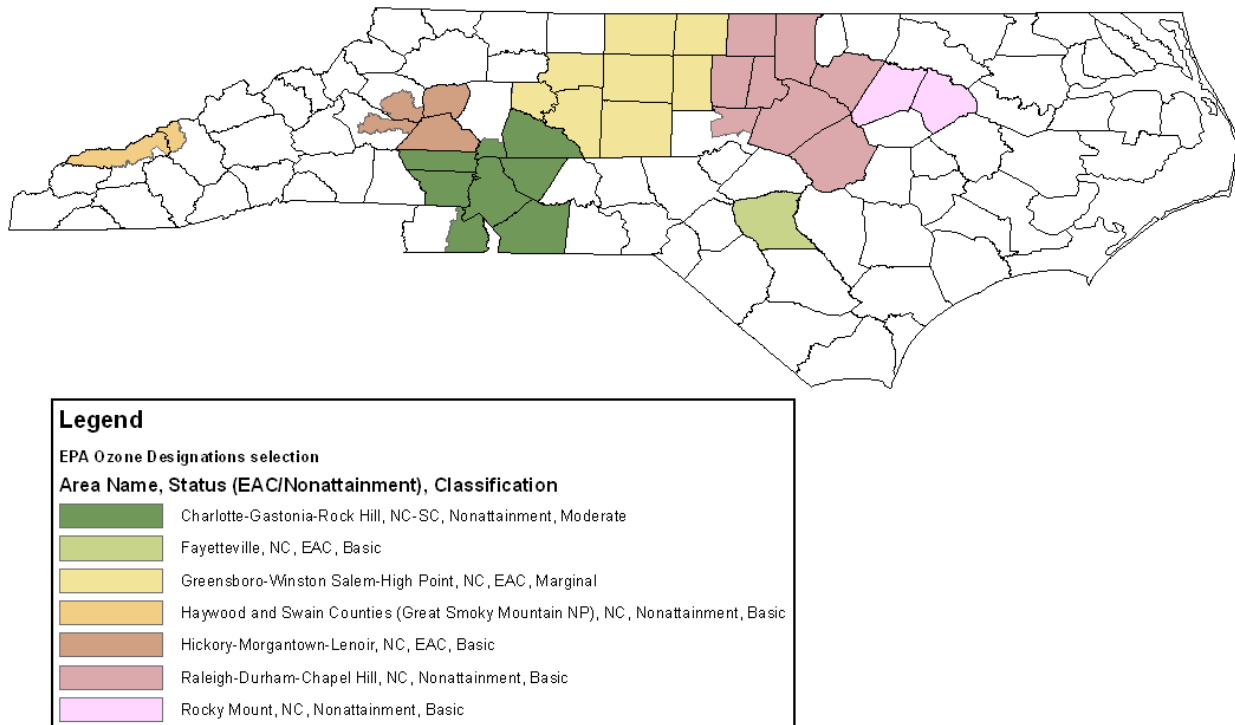 Legend
EPA Ozone Designations selection
Area Name, Status (EAC/Nonattainment), Classification
Charlotte-Gastonia-Rock Hill, NC-SC, Nonattainment, Moderate
Fayetteville, NC, EAC, Basic
Greensboro-Winston Salem-High Point, NC, EAC, Marginal
Haywood and Swain Counties (Great Smoky Mountain NP), NC, Nonattainment, Basic
Hickory-Morgantown-Lenoir, NC, EAC, Basic
Raleigh-Durham-Chapel Hill, NC, Nonattainment, Basic
Rocky Mount, NC, Nonattainment, Basic